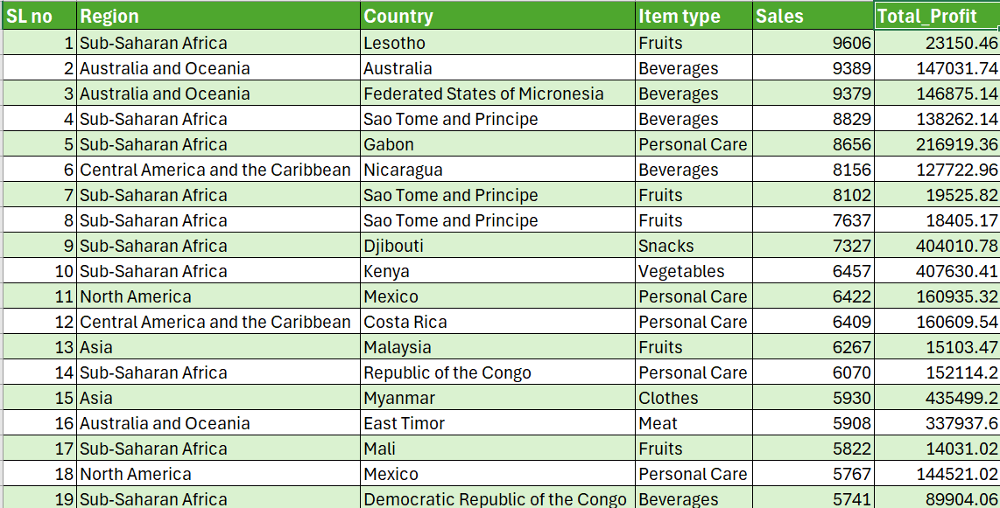 SL no Region Country Item type Sales Total_Profit
1 Sub-Saharan Africa Lesotho Fruits 9606 23150.46
2 Australia and Oceania Australia Beverages 9389 147031.74
3 Australia and Oceania Federated States of Micronesia Beverages 9379 146875.14
4 Sub-Saharan Africa Sao Tome and Principe Beverages 8829 138262.14
5 Sub-Saharan Africa Gabon Personal Care 8656 216919.36
6 Central America and the Caribbean Nicaragua Beverages 8156 127722.96
7 Sub-Saharan Africa Sao Tome and Principe Fruits 8102 19525.82
8 Sub-Saharan Africa Sao Tome and Principe Fruits 7637 18405.17
9 Sub-Saharan Africa Djibouti Snacks 7327 404010.78
10 Sub-Saharan Africa Kenya Vegetables 6457 407630.41
11 North America Mexico Personal Care 6422 160935.32
12 Central America and the Caribbean Costa Rica Personal Care 6409 160609.54
13 Asia Malaysia Fruits 6267 15103.47
14 Sub-Saharan Africa Republic of the Congo Personal Care 6070 152114.2
15 Asia Myanmar Clothes 5930 435499.2
16 Australia and Oceania East Timor Meat 5908 337937.6
17 Sub-Saharan Africa Mali Fruits 5822 14031.02
18 North America Mexico Personal Care 5767 144521.02
19 Sub-Saharan Africa Democratic Republic of the Congo Beverages 5741 89904.06